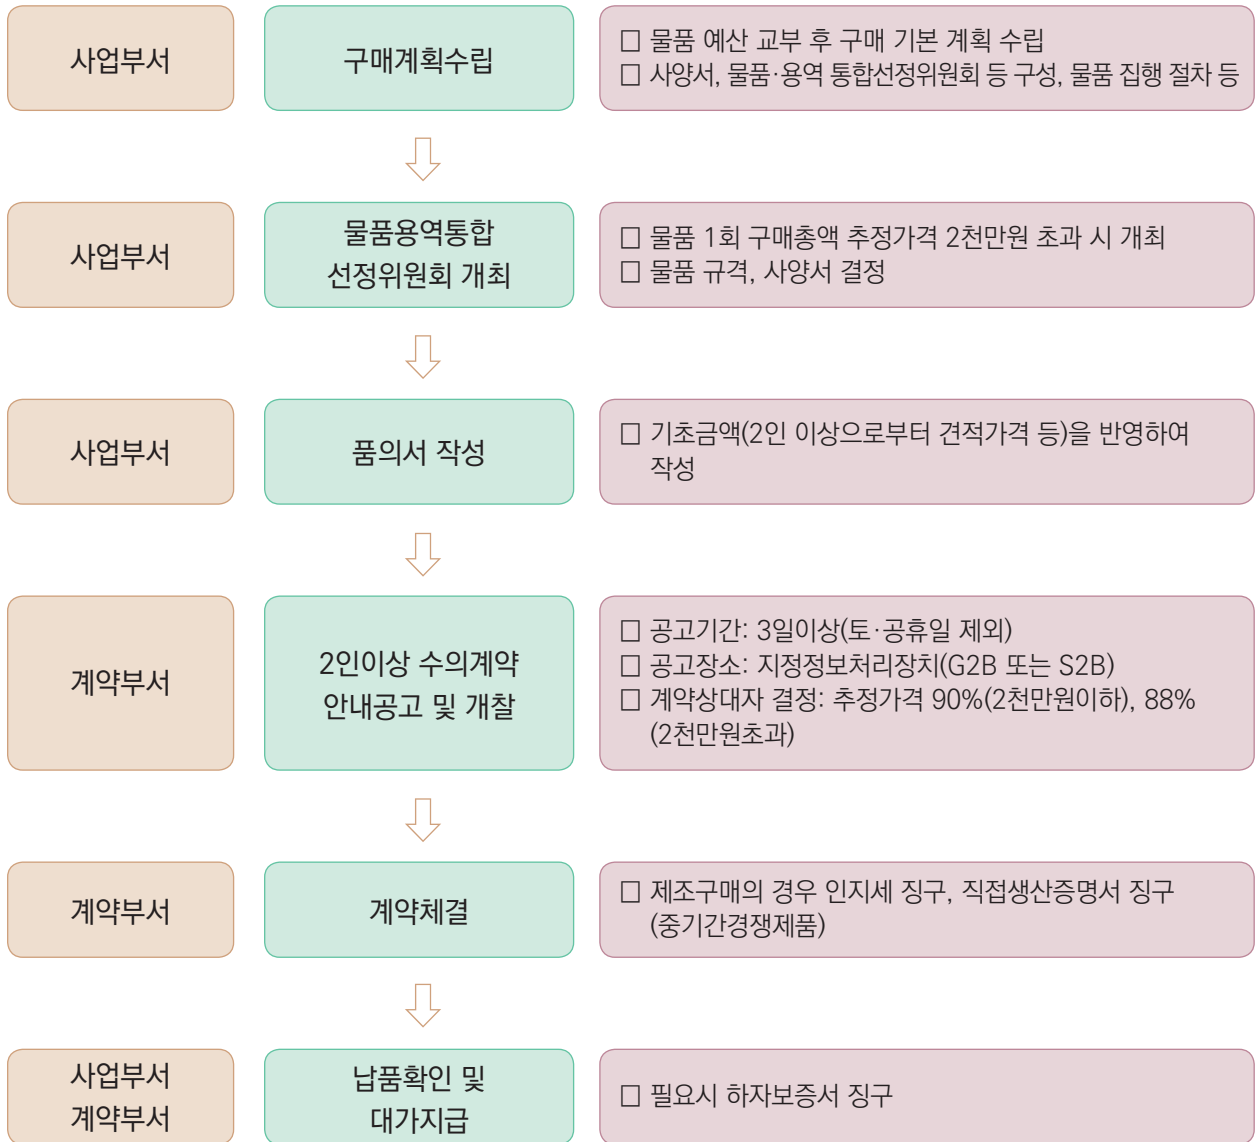 사업부서
구매계획수립
□ 물품 예산 교부 후 구매 기본 계획 수립
□ 사양서, 물품·용역 통합선정위원회 등 구성, 물품 집행 절차 등
사업부서
물품용역통합
선정위원회 개최
□ 물품 1회 구매총액 추정가격 2천만원 초과 시 개최
□ 물품 규격, 사양서 결정
사업부서
품의서 작성
□ 기초금액(2인 이상으로부터 견적가격 등)을 반영하여
작성
계약부서
2인이상 수의계약
안내공고 및 개찰
□ 공고기간: 3일이상(토·공휴일 제외)
□ 공고장소: 지정정보처리장치(G2B 또는 S2B)
□ 계약상대자 결정: 추정가격 90%(2천만원이하), 88%
(2천만원초과)
계약부서
계약체결
□ 제조구매의 경우 인지세 징구, 직접생산증명서 징구
(중기간경쟁제품)
사업부서
계약부서
납품확인 및
대가지급
□ 필요시 하자보증서 징구